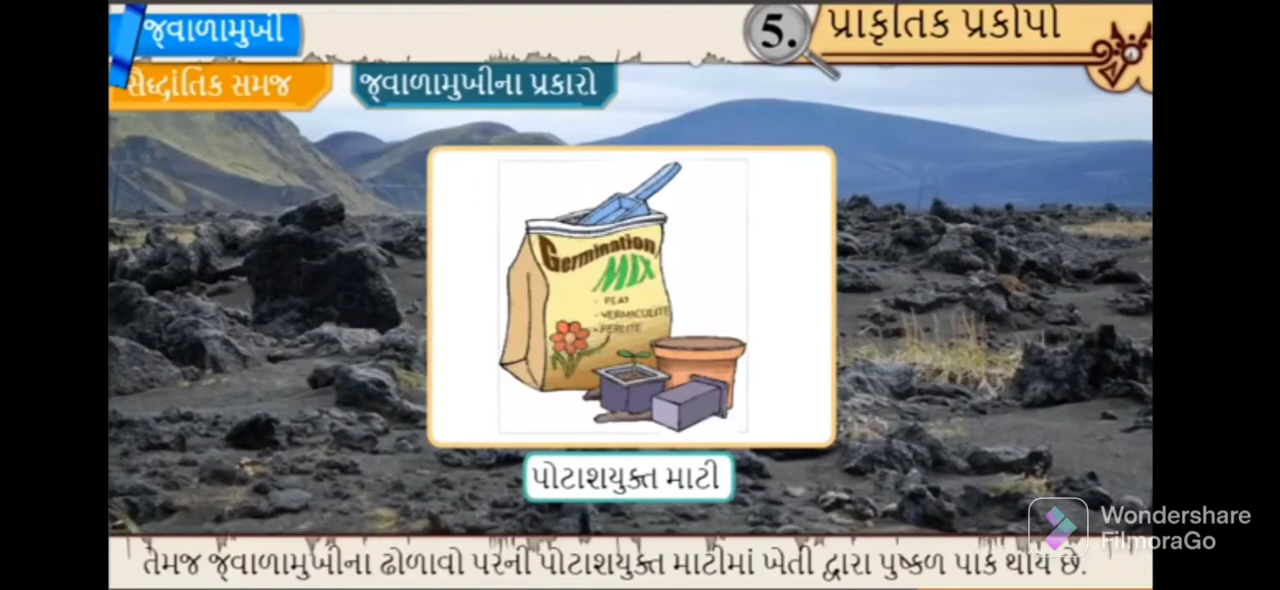 જ્વાળામુખી
5. પ્રાકૃતિક પ્રકોપો
સૈદ્ધાંતિક સમજ
જ્વાળામુખીના પ્રકારો
Germination
MIX
- PEAT
- VERMICULITE
- PERLITE
પોટાશયુક્ત માટી
Wondershare
FilmoraGo
તેમજ જ્વાળામુખીના ઢોળાવો પરની પોટાશયુક્ત માટીમાં ખેતી દ્વારા પુષ્કળ પાક થાય છે.